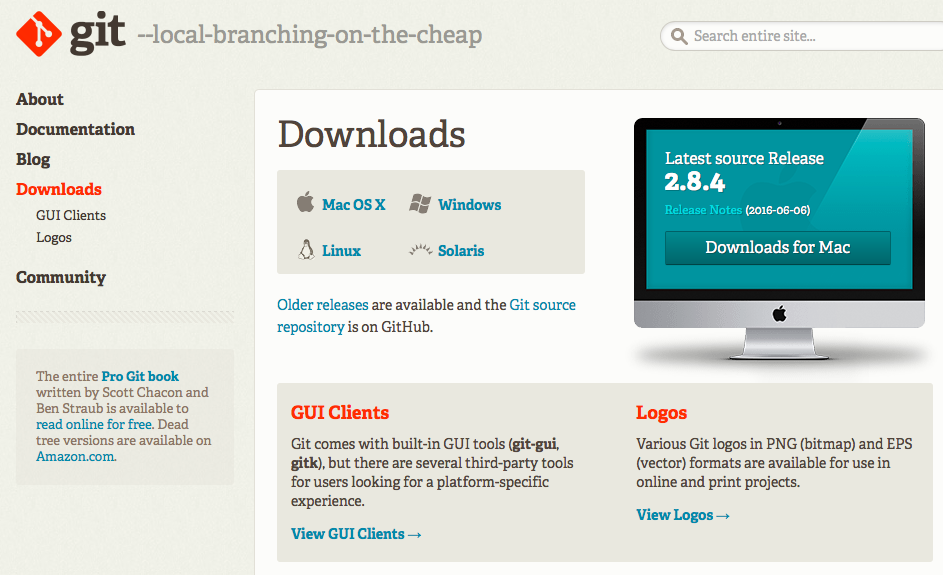 git --local-branching-on-the-cheap
Search entire site...
About
Documentation
Blog
Downloads
GUI Clients
Logos
Community
The entire Pro Git book
written by Scott Chacon and
Ben Straub is available to
read online for free. Dead
tree versions are available on
Amazon.com.
Downloads
Mac OS X
Windows
Linux
Solaris
Older releases are available and the Git source
repository is on GitHub.
Latest source Release
2.8.4
Release Notes (2016-06-06)
Downloads for Mac
GUI Clients
Git comes with built-in GUI tools (git-gui,
gitk), but there are several third-party tools
for users looking for a platform-specific
experience.
View GUI Clients →
Logos
Various Git logos in PNG (bitmap) and EPS
(vector) formats are available for use in
online and print projects.
View Logos →